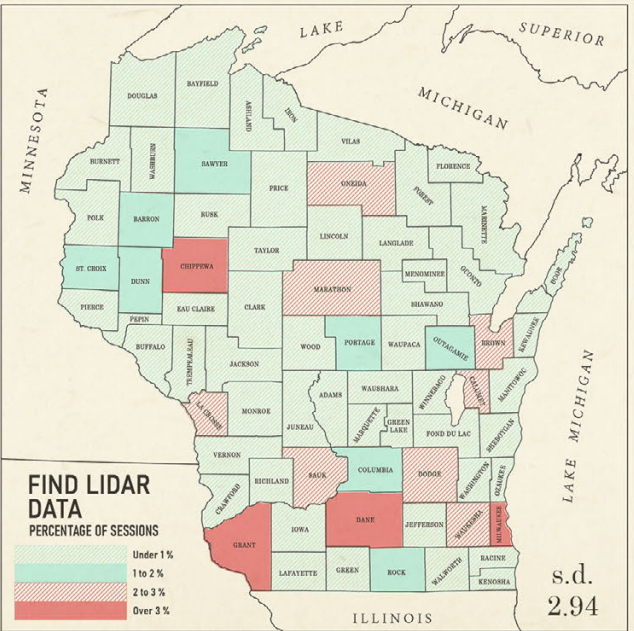 LAKE SUPERIOR
MICHIGAN
MINNESOTA
DOUGLAS
BAYFIELD
ASHLAND
IRON
VILAS
BURNETT
WASHBURN
SAWYER
PRICE
ONEIDA
FOREST
FLORENCE
MARINETTE
POLK
BARRON
RUSK
LINCOLN
LANGLADE
TAYLOR
CHIPPEWA
ST. CROIX
DUNN
MENOMINEE
OCONTO
DOOR
MARATHON
SHAWANO
PIERCE
PEPIN
EAU CLAIRE
CLARK
BUFFALO
TREMPEALEAU
JACKSON
WOOD
PORTAGE
WAUPACA
OUTAGAMIE
BROWN
KEWAUNEE
LA CROSSE
MONROE
JUNEAU
ADAMS
WAUSHARA
MARQUETTE
GREEN
LAKE
WINNEBAGO
CALUMET
MANITOWOC
FOND DU LAC
SHEBOYGAN
LAKE MICHIGAN
VERNON
CRAWFORD
RICHLAND
SAUK
COLUMBIA
DODGE
WASHINGTON
OZAUKEE
GRANT
IOWA
DANE
JEFFERSON
WAUKESHA
MILWAUKEE
LAFAYETTE
GREEN
ROCK
WALWORTH
RACINE
KENOSHA
ILLINOIS
FIND LIDAR
DATA
PERCENTAGE OF SESSIONS
Under 1 %
1 to 2 %
2 to 3 %
Over 3 %
s.d.
2.94